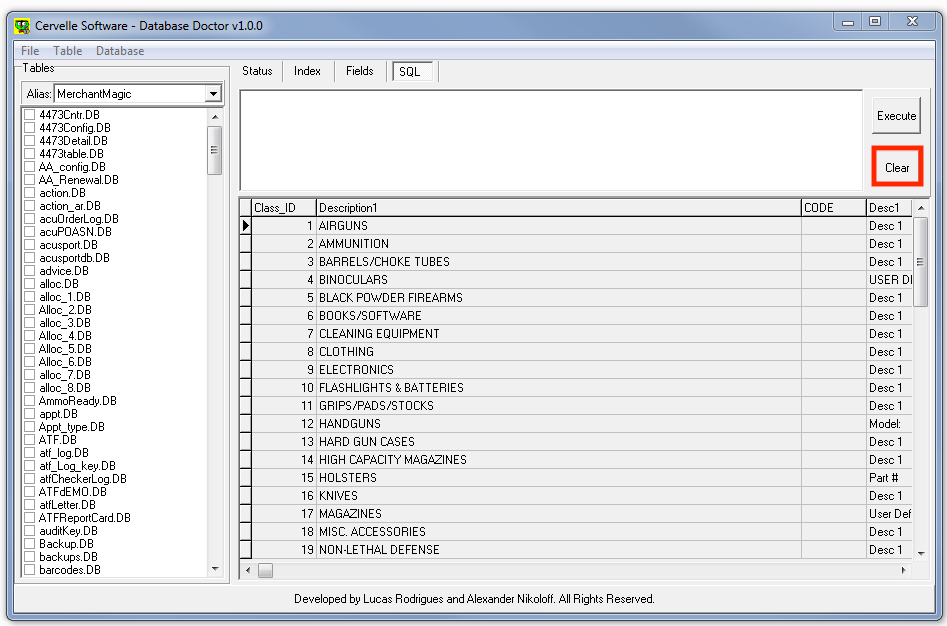 Cervelle Software - Database Doctor v1.0.0
File Table Database
Tables
Status Index Fields SQL
Alias: MerchantMagic
4473Cntr.DB
4473Config.DB
4473Detail.DB
4473table.DB
AA_config.DB
AA_Renewal.DB
action.DB
action_ar.DB
acuOrderLog.DB
acuPOASN.DB
acusport.DB
acusportdb.DB
advice.DB
alloc.DB
alloc_1.DB
Alloc_2.DB
alloc_3.DB
Alloc_4.DB
Alloc_5.DB
Alloc_6.DB
alloc_7.DB
alloc_8.DB
AmmoReady.DB
appt.DB
Appt_type.DB
ATF.DB
atf_log.DB
atf_Log_key.DB
atfCheckerLog.DB
ATFdEMO.DB
atfLetter.DB
ATFReportCard.DB
auditKey.DB
Backup.DB
backups.DB
barcodes.DB
Execute
Clear
Class_ID Description1 CODE Desc1
1 AIRGUNS Desc 1
2 AMMUNITION Desc 1
3 BARRELS/CHOKE TUBES Desc 1
4 BINOCULARS USER DI
5 BLACK POWDER FIREARMS Desc 1
6 BOOKS/SOFTWARE Desc 1
7 CLEANING EQUIPMENT Desc 1
8 CLOTHING Desc 1
9 ELECTRONICS Desc 1
10 FLASHLIGHTS & BATTERIES Desc 1
11 GRIPS/PADS/STOCKS Desc 1
12 HANDGUNS Model:
13 HARD GUN CASES Desc 1
14 HIGH CAPACITY MAGAZINES Desc 1
15 HOLSTERS Part #
16 KNIVES Desc 1
17 MAGAZINES User Def
18 MISC. ACCESSORIES Desc 1
19 NON-LETHAL DEFENSE Desc 1
Developed by Lucas Rodrigues and Alexander Nikoloff. All Rights Reserved.